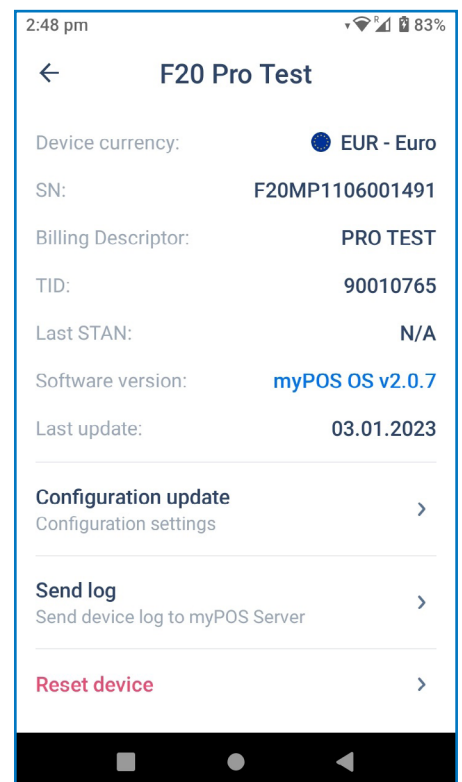 2:48 pm R 83%
F20 Pro Test
Device currency: EUR - Euro
SN: F20MP1106001491
Billing Descriptor: PRO TEST
TID: 90010765
Last STAN: N/A
Software version: myPOS OS v2.0.7
Last update: 03.01.2023
Configuration update
Configuration settings
Send log
Send device log to myPOS Server
Reset device